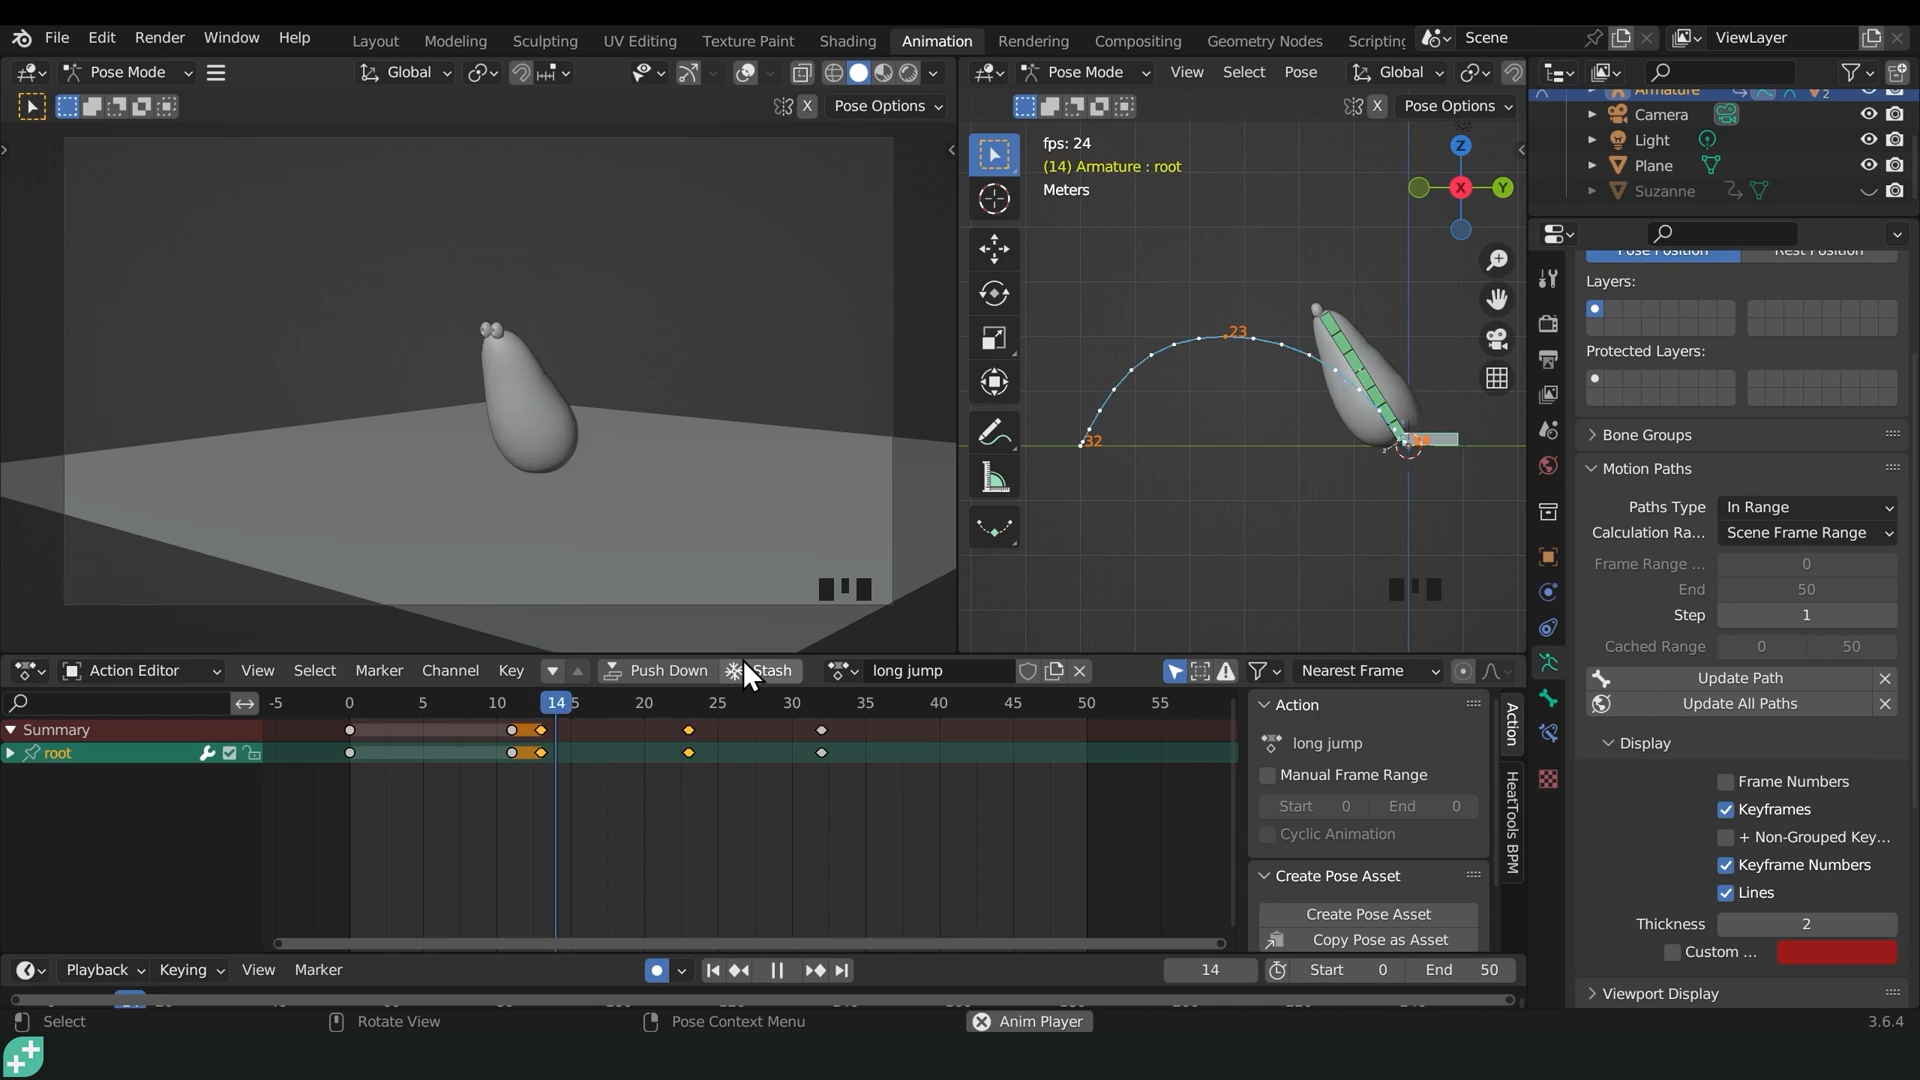 File Edit Render Window Help Layout Modeling Sculpting UV Editing Texture Paint Shading Animation Rendering Compositing Geometry Nodes Scripting Scene ViewLayer
Pose Mode Global Pose Mode View Select Pose Global
X Pose Options X Pose Options
Armature 2
Camera
Light
Plane
Suzanne
fps: 24
(14) Armature : root
Meters
Z
X
Y
23
32
z
Pose Position Rest Position
Layers:
Protected Layers:
Bone Groups
Motion Paths
Paths Type In Range
Calculation Ra... Scene Frame Range
Frame Range ... 0
End 50
Step 1
Cached Range 0 50
Update Path
Update All Paths
Display
Frame Numbers
Keyframes
+ Non-Grouped Key...
Keyframe Numbers
Lines
Thickness 2
Custom ...
Viewport Display
Action Editor View Select Marker Channel Key Push Down Stash long jump Nearest Frame
-5 0 5 10 14 5 20 25 30 35 40 45 50 55
Summary
root
Action
long jump
Manual Frame Range
Start 0 End 0
Cyclic Animation
Create Pose Asset
Create Pose Asset
Copy Pose as Asset
Action
HeatTools BPM
Playback Keying View Marker 14 Start 0 End 50
Select Rotate View Pose Context Menu Anim Player 3.6.4